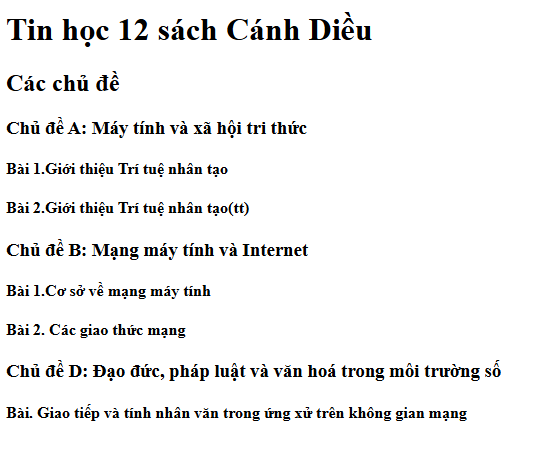 Tin học 12 sách Cánh Diều
Các chủ đề
Chủ đề A: Máy tính và xã hội tri thức
Bài 1.Giới thiệu Trí tuệ nhân tạo
Bài 2.Giới thiệu Trí tuệ nhân tạo(tt)
Chủ đề B: Mạng máy tính và Internet
Bài 1.Cơ sở về mạng máy tính
Bài 2. Các giao thức mạng
Chủ đề D: Đạo đức, pháp luật và văn hoá trong môi trường số
Bài. Giao tiếp và tính nhân văn trong ứng xử trên không gian mạng